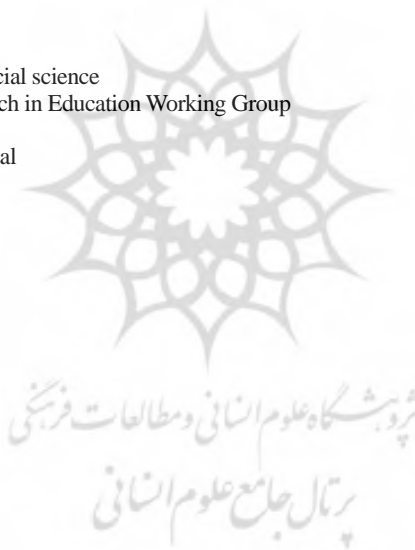 cial science
ch in Education Working Group
al
پژوهشگاه علوم انسانی و مطالعات فرهنگی
پرتال جامع علوم انسانی